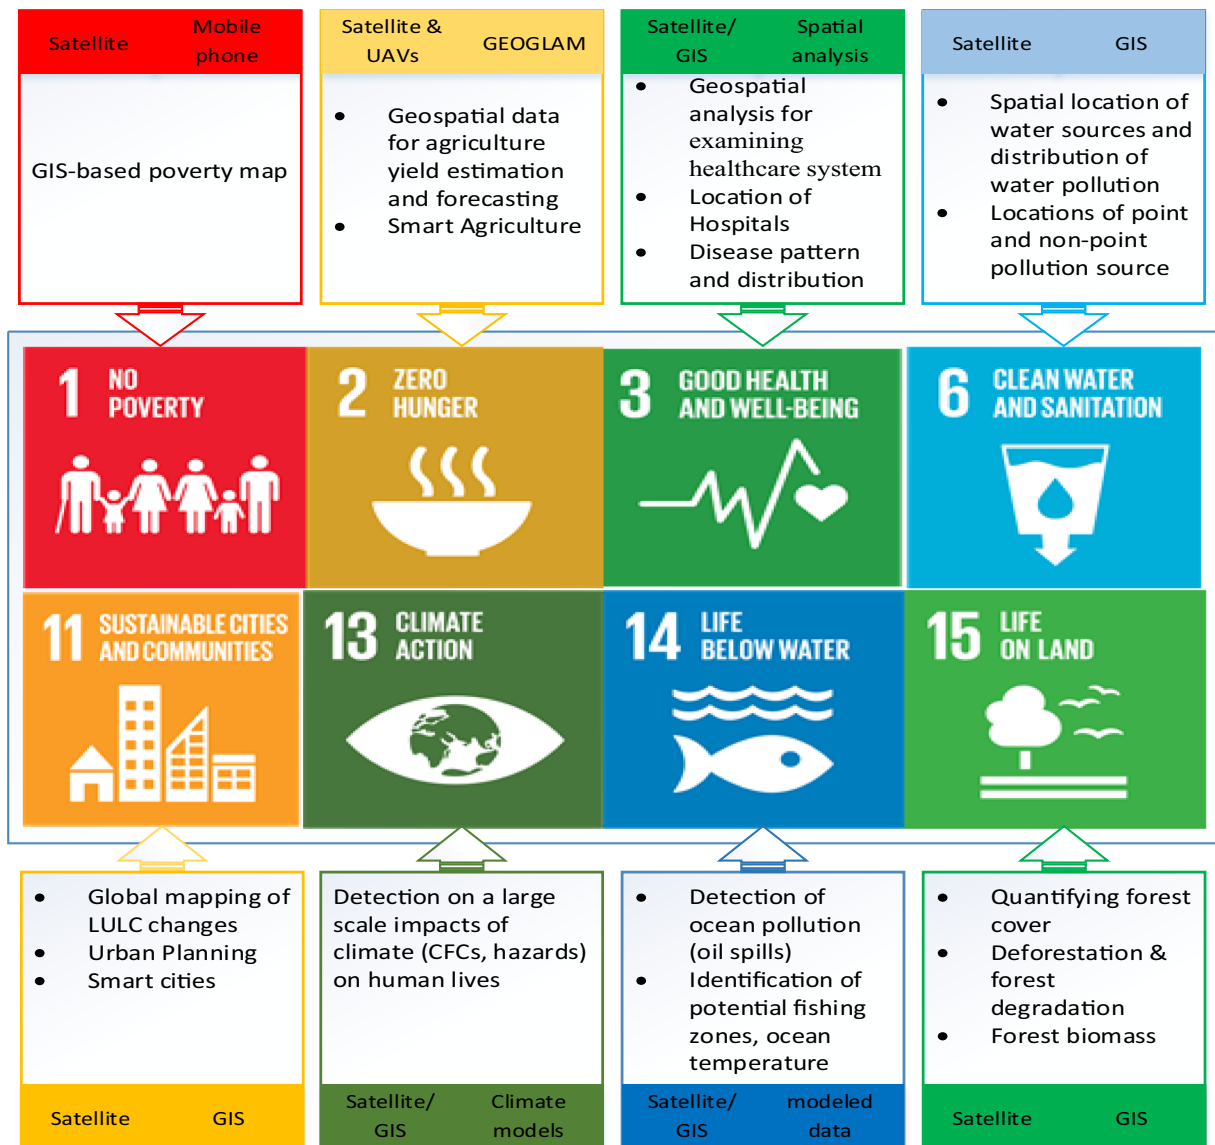 Satellite
Mobile
phone
GIS-based poverty map
Satellite &
UAVs
GEOGLAM
• Geospatial data
for agriculture
yield estimation
and forecasting
• Smart Agriculture
Satellite/
GIS
Spatial
analysis
• Geospatial
analysis for
examining
healthcare system
• Location of
Hospitals
• Disease pattern
and distribution
Satellite
GIS
• Spatial location of
water sources and
distribution of
water pollution
• Locations of point
and non-point
pollution source
1 NO
POVERTY
2 ZERO
HUNGER
3 GOOD HEALTH
AND WELL-BEING
6 CLEAN WATER
AND SANITATION
11 SUSTAINABLE CITIES
AND COMMUNITIES
13 CLIMATE
ACTION
14 LIFE
BELOW WATER
15 LIFE
ON LAND
• Global mapping of
LULC changes
• Urban Planning
• Smart cities
Satellite
GIS
Detection on a large
scale impacts of
climate (CFCs, hazards)
on human lives
Satellite/
GIS
Climate
models
• Detection of
ocean pollution
(oil spills)
• Identification of
potential fishing
zones, ocean
temperature
Satellite/
GIS
modeled
data
• Quantifying forest
cover
• Deforestation &
forest
degradation
• Forest biomass
Satellite
GIS